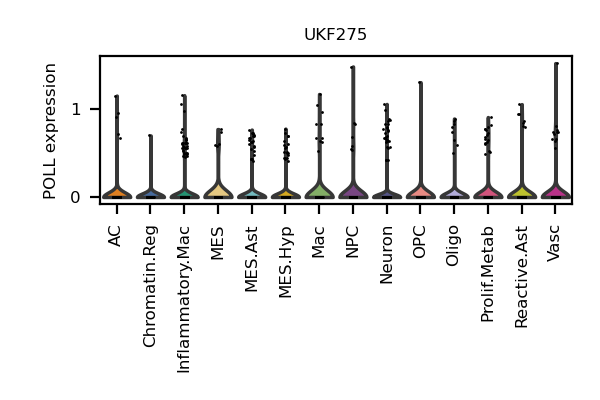 UKF275
POLL expression
1
0
AC
Chromatin.Reg
Inflammatory.Mac
MES
MES.Ast
MES.Hyp
Mac
NPC
Neuron
OPC
Oligo
Prolif.Metab
Reactive.Ast
Vasc